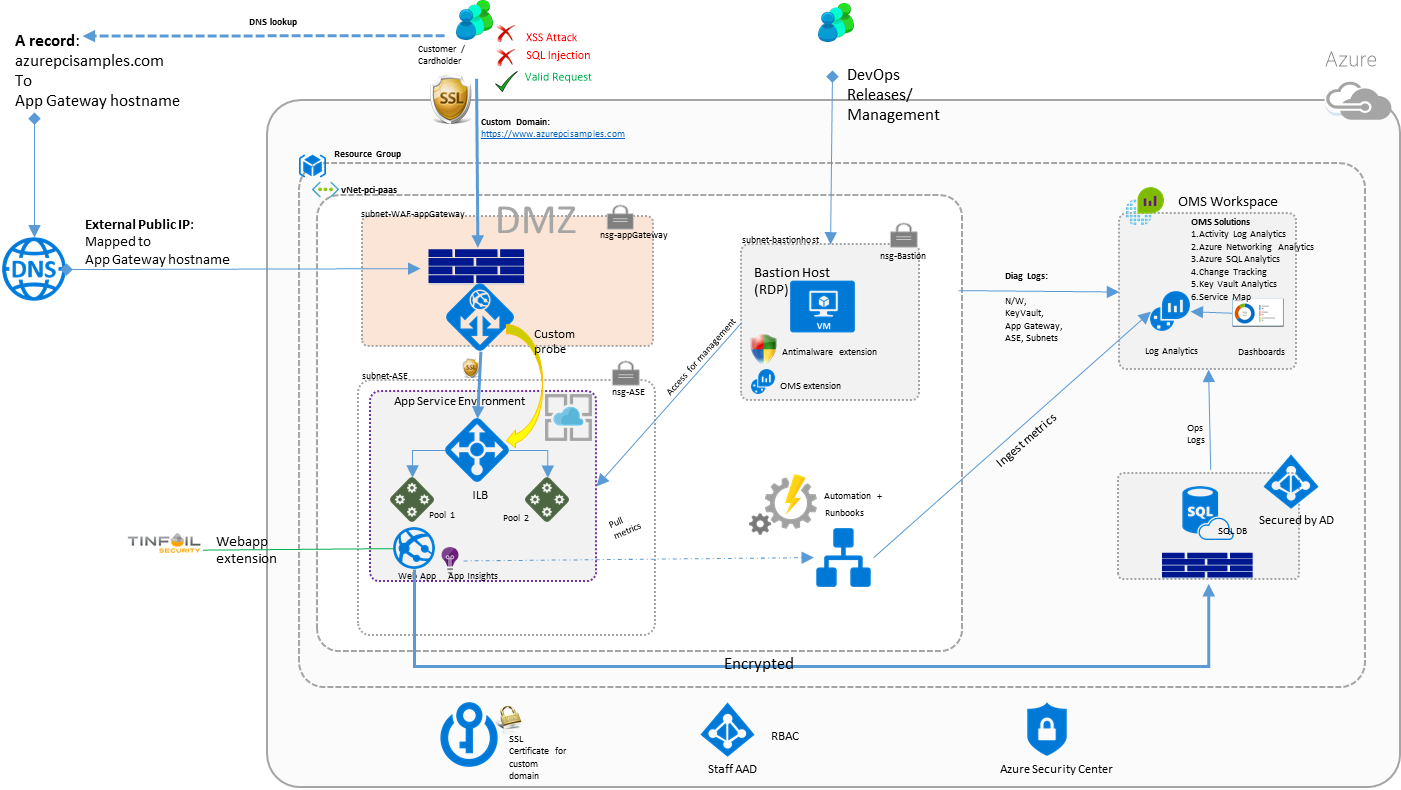 DNS lookup
A record:
azurepcisamples.com
To
App Gateway hostname
Customer /
Cardholder
XSS Attack
SQL Injection
Valid Request
SSL
Custom Domain:
https://www.azurepcisamples.com
DevOps
Releases/
Management
Azure
Resource Group
vNet-pci-paas
subnet-WAF-appGateway
DMZ
nsg-appGateway
External Public IP:
Mapped to
App Gateway hostname
DNS
Custom
probe
SSL
subnet-bastionhost
nsg-Bastion
Bastion Host
(RDP)
VM
Antimalware extension
OMS extension
Access for management
Diag Logs:
N/W,
KeyVault,
App Gateway,
ASE, Subnets
OMS Workspace
OMS Solutions
1.Activity Log Analytics
2.Azure Networking Analytics
3.Azure SQL Analytics
4.Change Tracking
5.Key Vault Analytics
6.Service Map
Log Analytics
Dashboards
subnet-ASE
nsg-ASE
App Service Environment
ILB
Pool 1
Pool 2
Web App
App Insights
TINFOIL
SECURITY
Webapp
extension
Pull
metrics
Automation +
Runbooks
Ingest metrics
Ops
Logs
SQL
SQL DB
Secured by AD
Encrypted
SSL
Certificate for
custom
domain
RBAC
Staff AAD
Azure Security Center